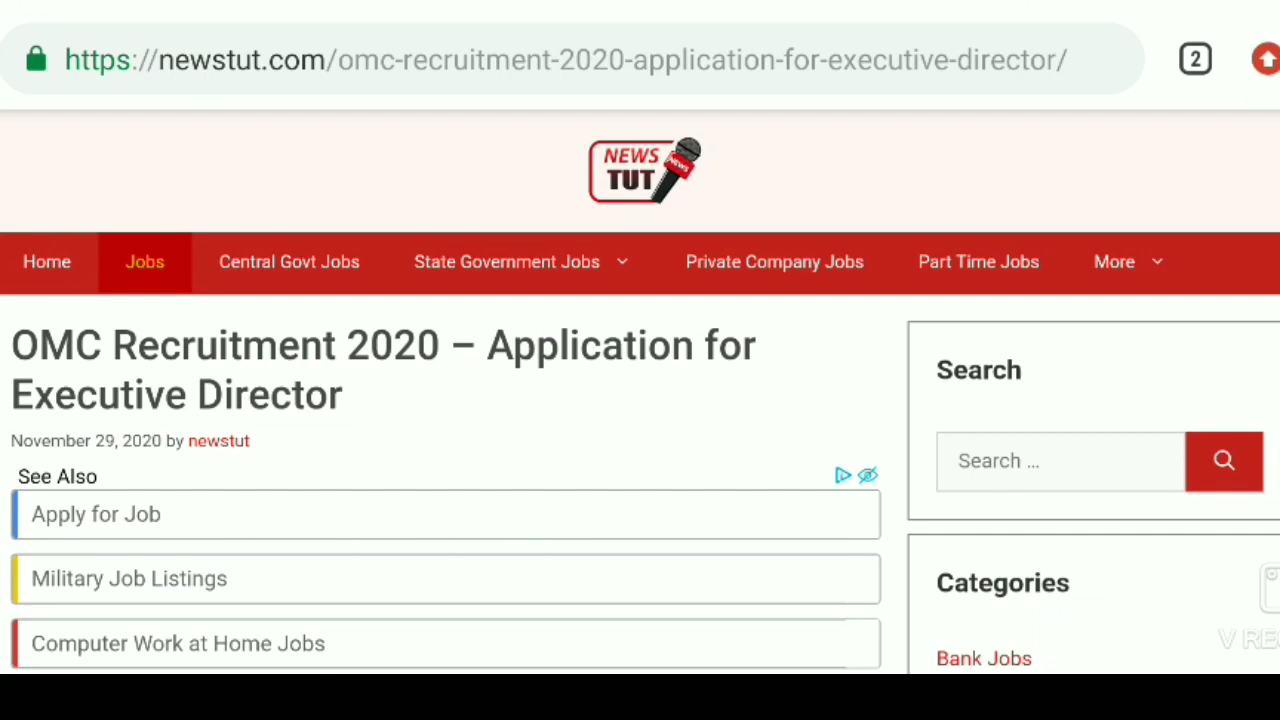 https://newstut.com/omc-recruitment-2020-application-for-executive-director/
2
NEWS
TUT
NEWS
Home Jobs Central Govt Jobs State Government Jobs Private Company Jobs Part Time Jobs More
OMC Recruitment 2020 – Application for
Executive Director
November 29, 2020 by newstut
See Also
Apply for Job
Military Job Listings
Computer Work at Home Jobs
Search
Search ...
Categories
Bank Jobs
V REC